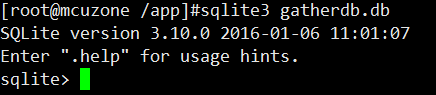 [root@mcuzone /app]#sqlite3 gatherdb.db
SQLite version 3.10.0 2016-01-06 11:01:07
Enter ".help" for usage hints.
sqlite>